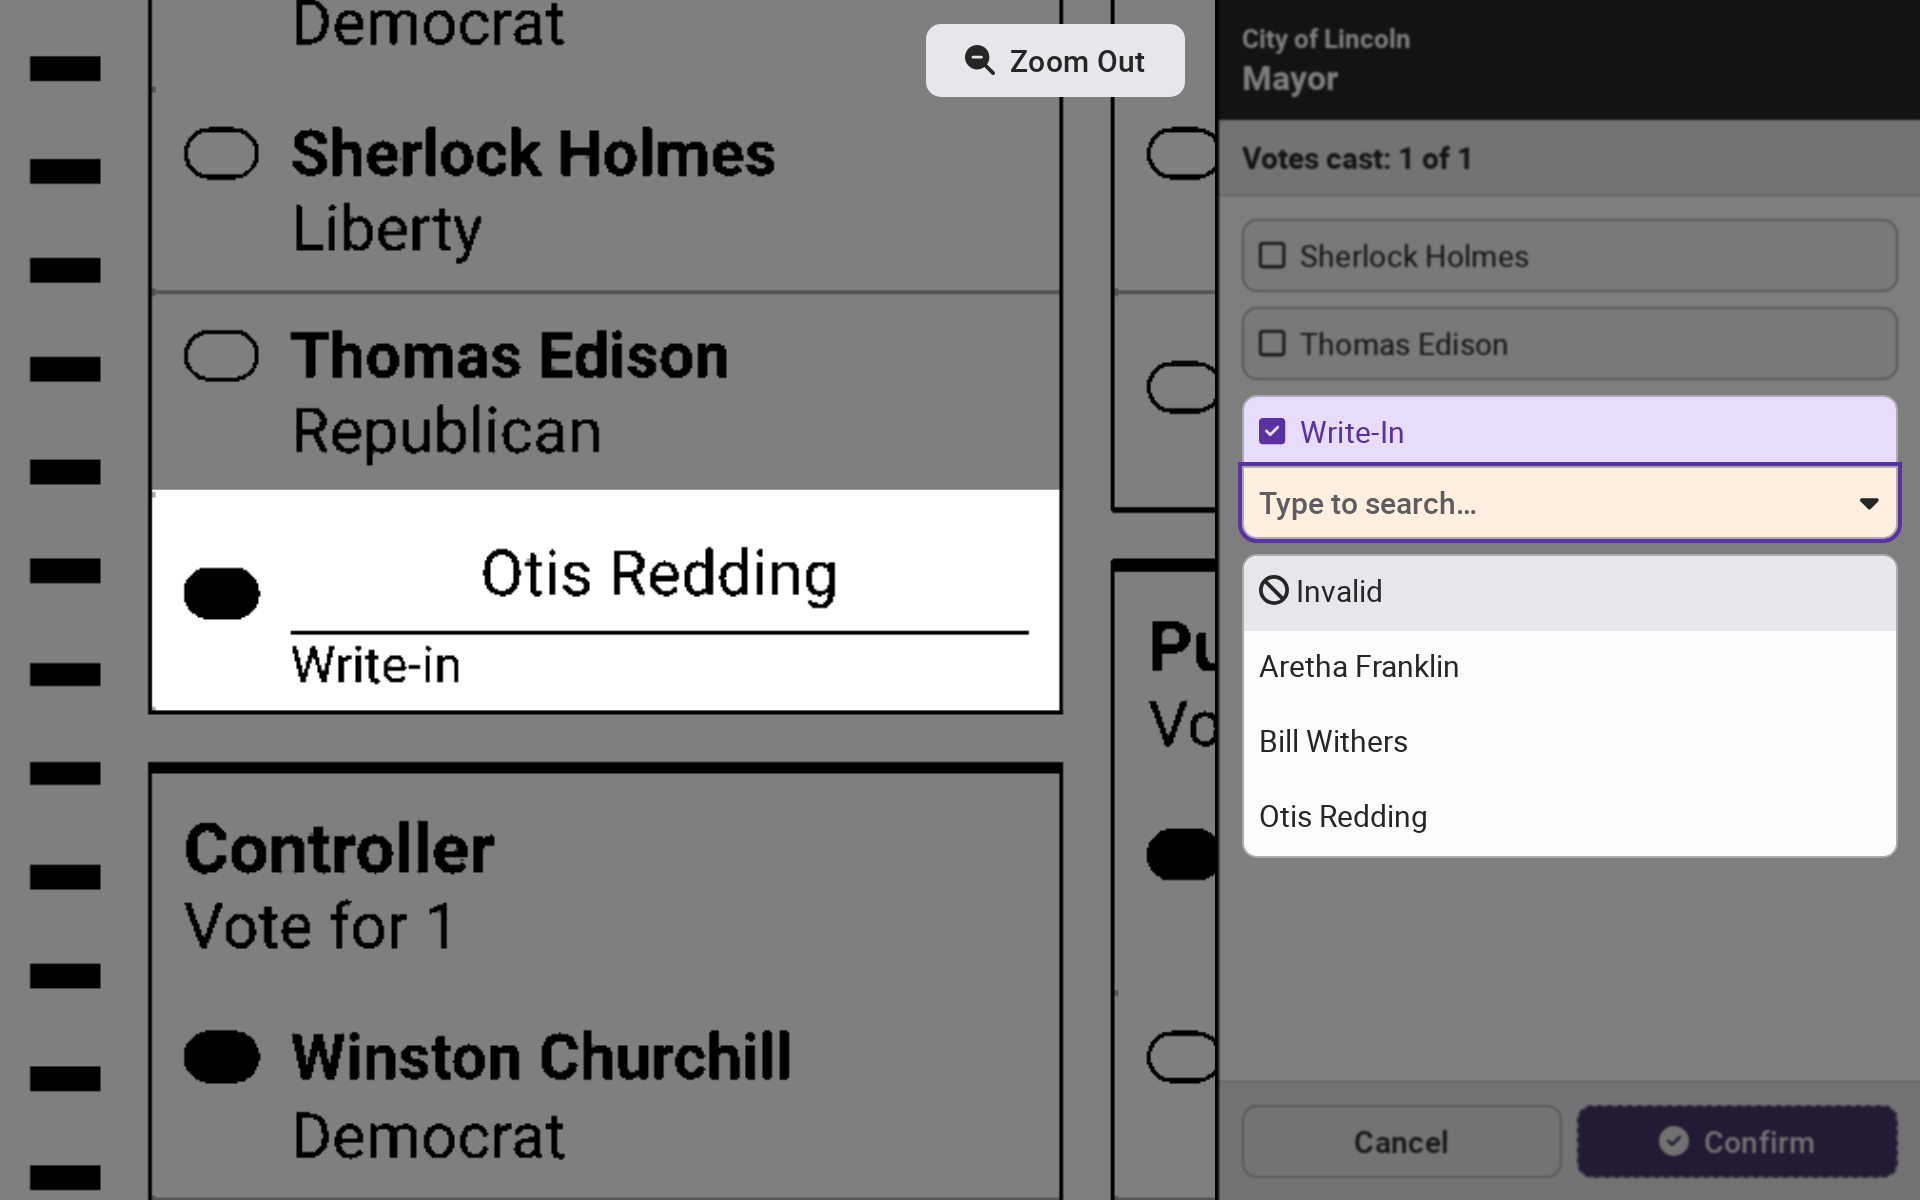 Democrat
Sherlock Holmes
Liberty
Thomas Edison
Republican
Otis Redding
Write-in
Controller
Vote for 1
Winston Churchill
Democrat
Pu
Vo
Zoom Out
City of Lincoln
Mayor
Votes cast: 1 of 1
Sherlock Holmes
Thomas Edison
Write-In
Type to search...
Invalid
Aretha Franklin
Bill Withers
Otis Redding
Cancel
Confirm